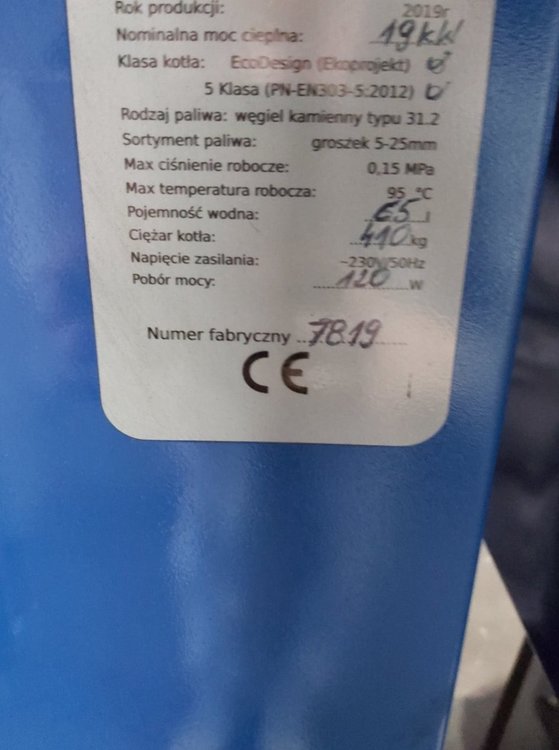 Rok produkcji: 2019r
Nominalna moc cieplna: 19kW
Klasa kotła: EcoDesign (Ekoprojekt)
5 Klasa (PN-EN303-5:2012)
Rodzaj paliwa: węgiel kamienny typu 31.2
Sortyment paliwa: groszek 5-25mm
Max ciśnienie robocze: 0,15 MPa
Max temperatura robocza: 95 °C
Pojemność wodna: 65 l
Ciężar kotła: 410 kg
Napięcie zasilania: ~230V/50Hz
Pobór mocy: 120 W
Numer fabryczny 7819
CE